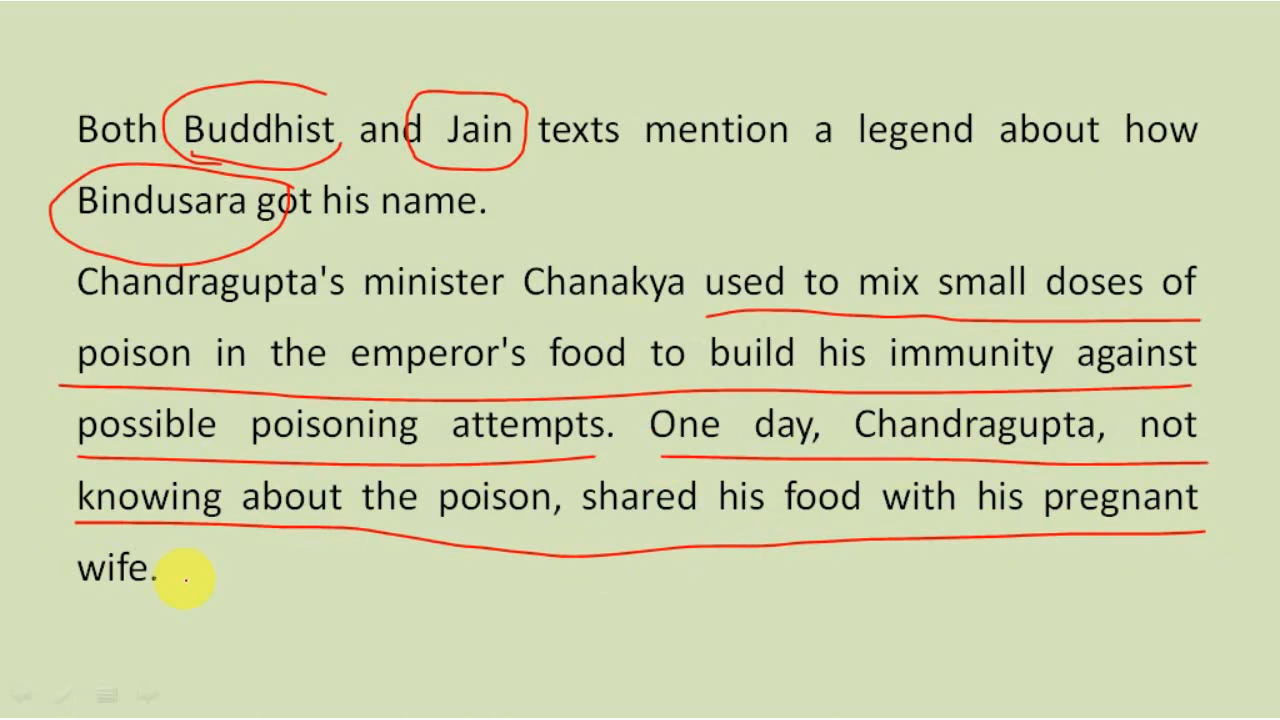 Both Buddhist and Jain texts mention a legend about how
Bindusara got his name.
Chandragupta's minister Chanakya used to mix small doses of
poison in the emperor's food to build his immunity against
possible poisoning attempts. One day, Chandragupta, not
knowing about the poison, shared his food with his pregnant
wife.